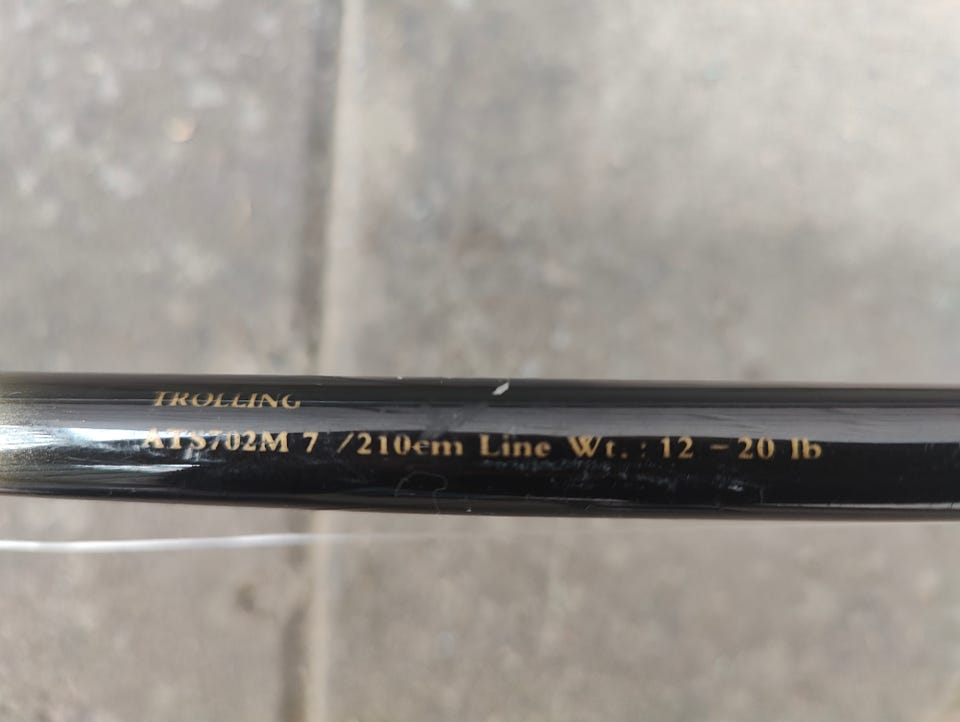 TROLLING
ATS702M 7 /210cm Line Wt. : 12 - 20 lb